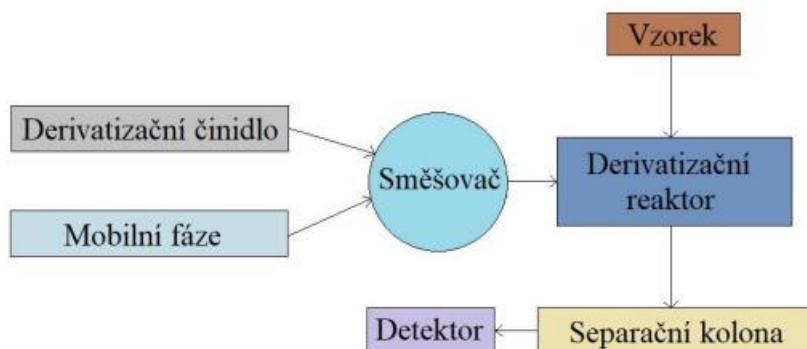 Vzorek
Derivatizační činidlo
Směšovač
Derivatizační
reaktor
Mobilní fáze
Detektor
Separační kolona